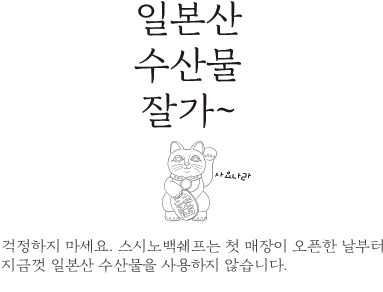 일본산
수산물
잘가~
사요나라
걱정하지 마세요. 스시노백쉐프는 첫 매장이 오픈한 날부터
지금껏 일본산 수산물을 사용하지 않습니다.